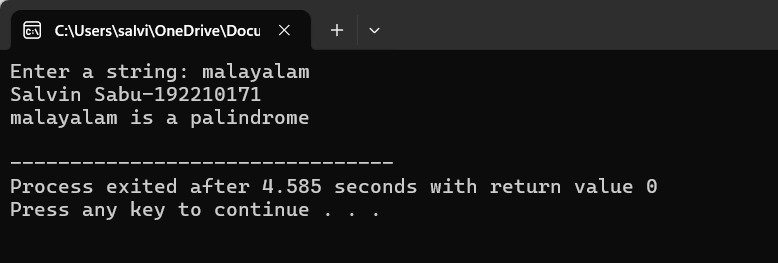 C:\Users\salvi\OneDrive\Docu
Enter a string: malayalam
Salvin Sabu-192210171
malayalam is a palindrome
--------------------------------
Process exited after 4.585 seconds with return value 0
Press any key to continue . . .